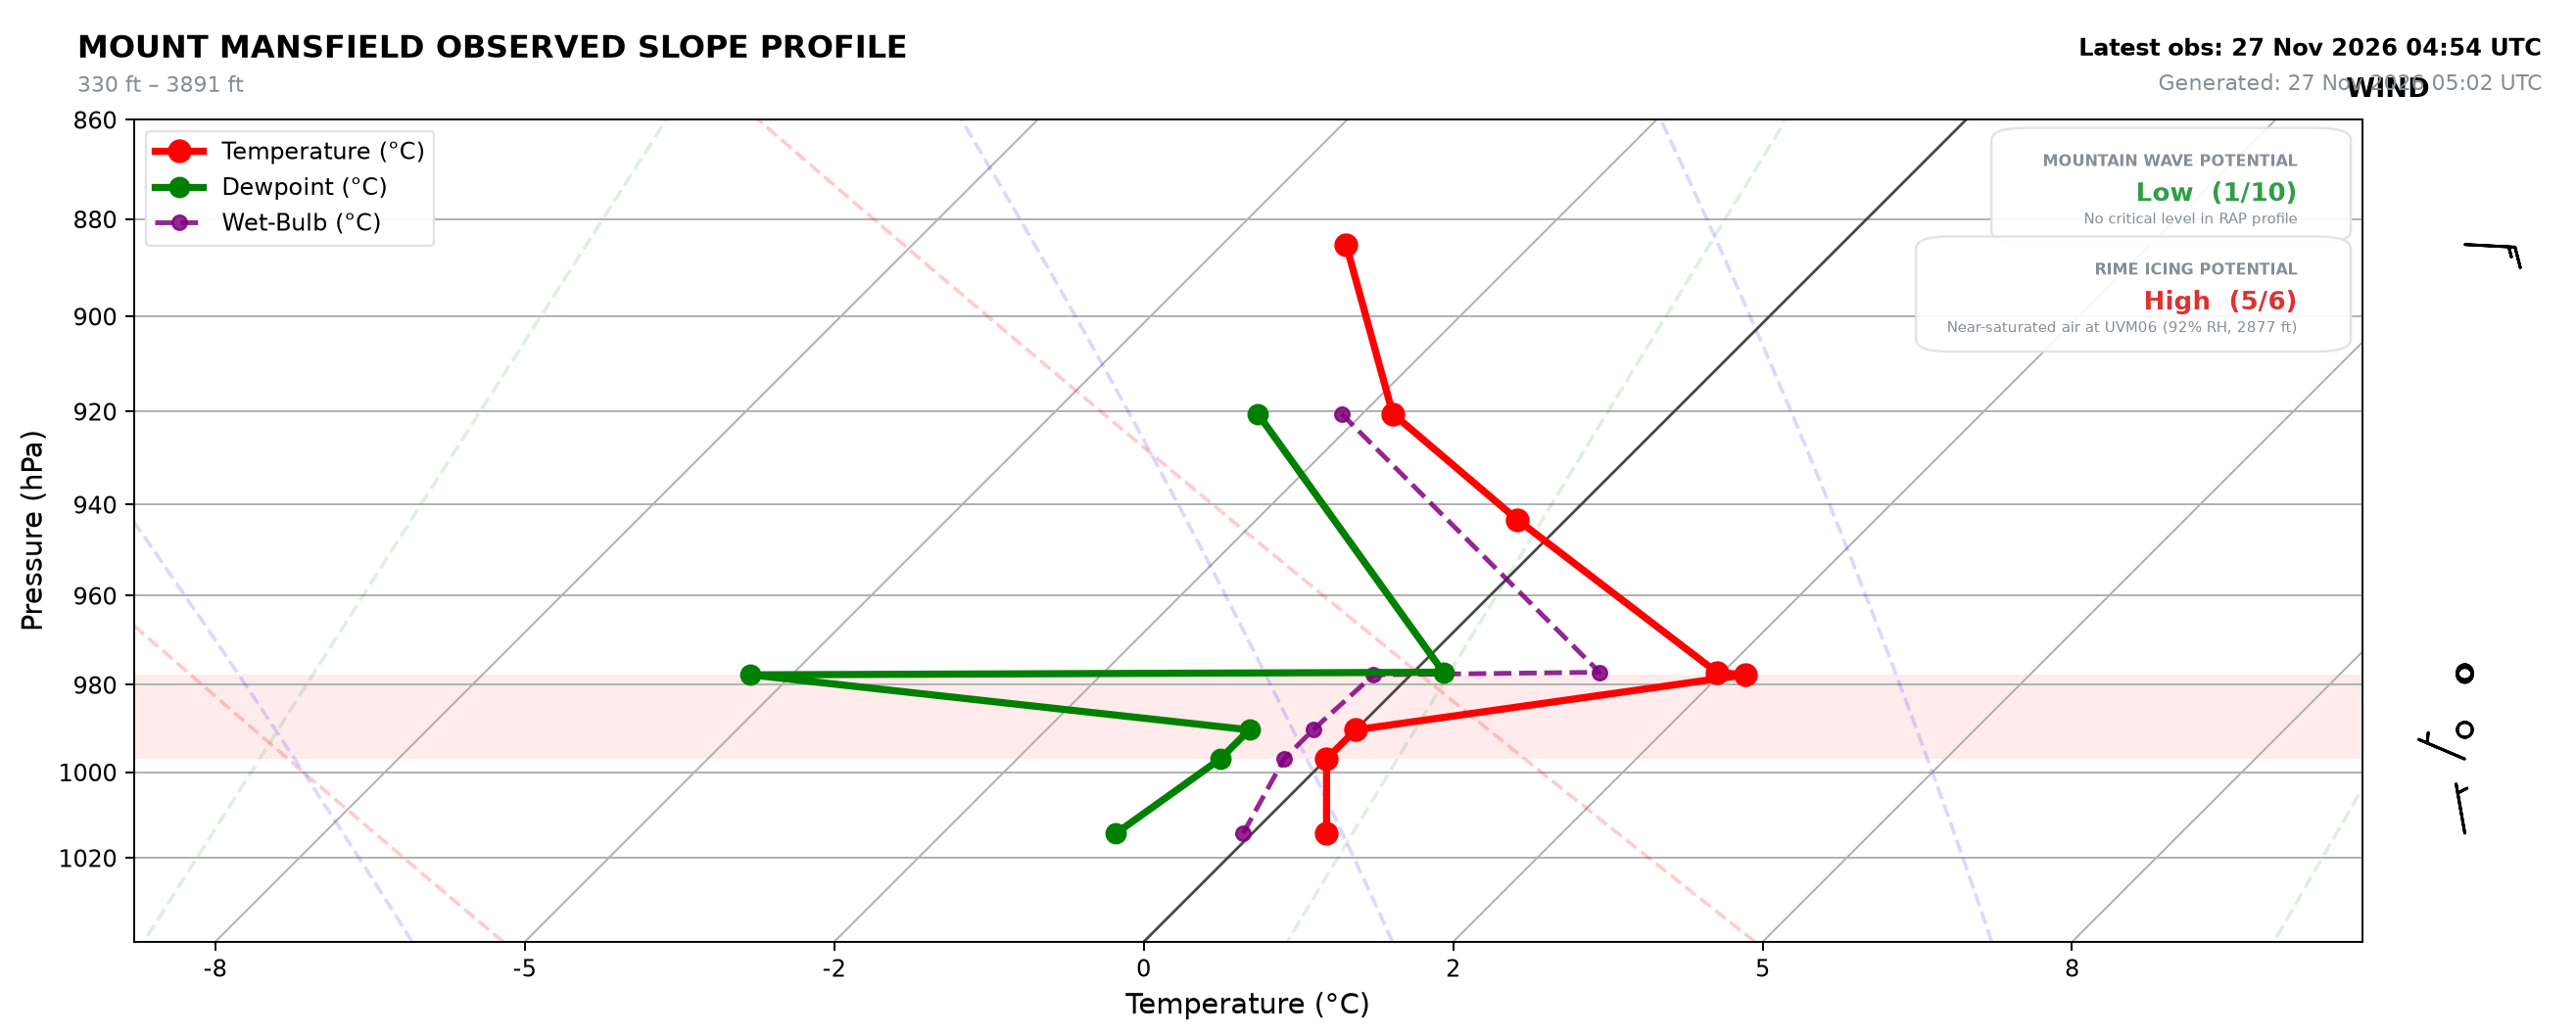 MOUNT MANSFIELD OBSERVED SLOPE PROFILE
330 ft – 3891 ft
Latest obs: 27 Nov 2026 04:54 UTC
Generated: 27 Nov 2026 05:02 UTC
WIND
Temperature (°C)
Dewpoint (°C)
Wet-Bulb (°C)
MOUNTAIN WAVE POTENTIAL
Low (1/10)
No critical level in RAP profile
RIME ICING POTENTIAL
High (5/6)
Near-saturated air at UVM06 (92% RH, 2877 ft)
Pressure (hPa)
860
880
900
920
940
960
980
1000
1020
-8
-5
-2
0
2
5
8
Temperature (°C)